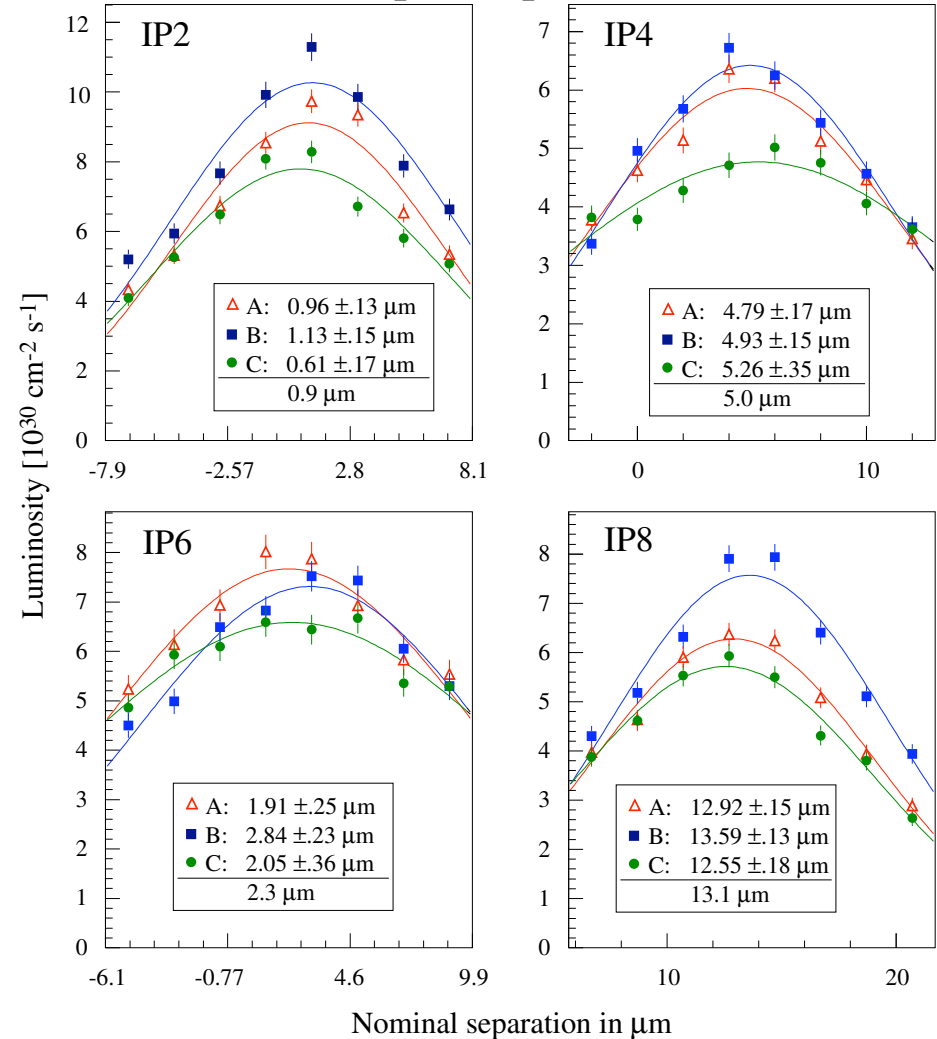 IP2
12
10
8
6
4
2
0
A: 0.96 ±.13 µm
B: 1.13 ±.15 µm
C: 0.61 ±.17 µm
0.9 µm
-7.9 -2.57 2.8 8.1
IP4
7
6
5
4
3
2
1
0
A: 4.79 ±.17 µm
B: 4.93 ±.15 µm
C: 5.26 ±.35 µm
5.0 µm
0 10
Luminosity [10^30 cm^-2 s^-1]
IP6
8
7
6
5
4
3
2
1
0
A: 1.91 ±.25 µm
B: 2.84 ±.23 µm
C: 2.05 ±.36 µm
2.3 µm
-6.1 -0.77 4.6 9.9
IP8
8
7
6
5
4
3
2
1
0
A: 12.92 ±.15 µm
B: 13.59 ±.13 µm
C: 12.55 ±.18 µm
13.1 µm
10 20
Nominal separation in µm